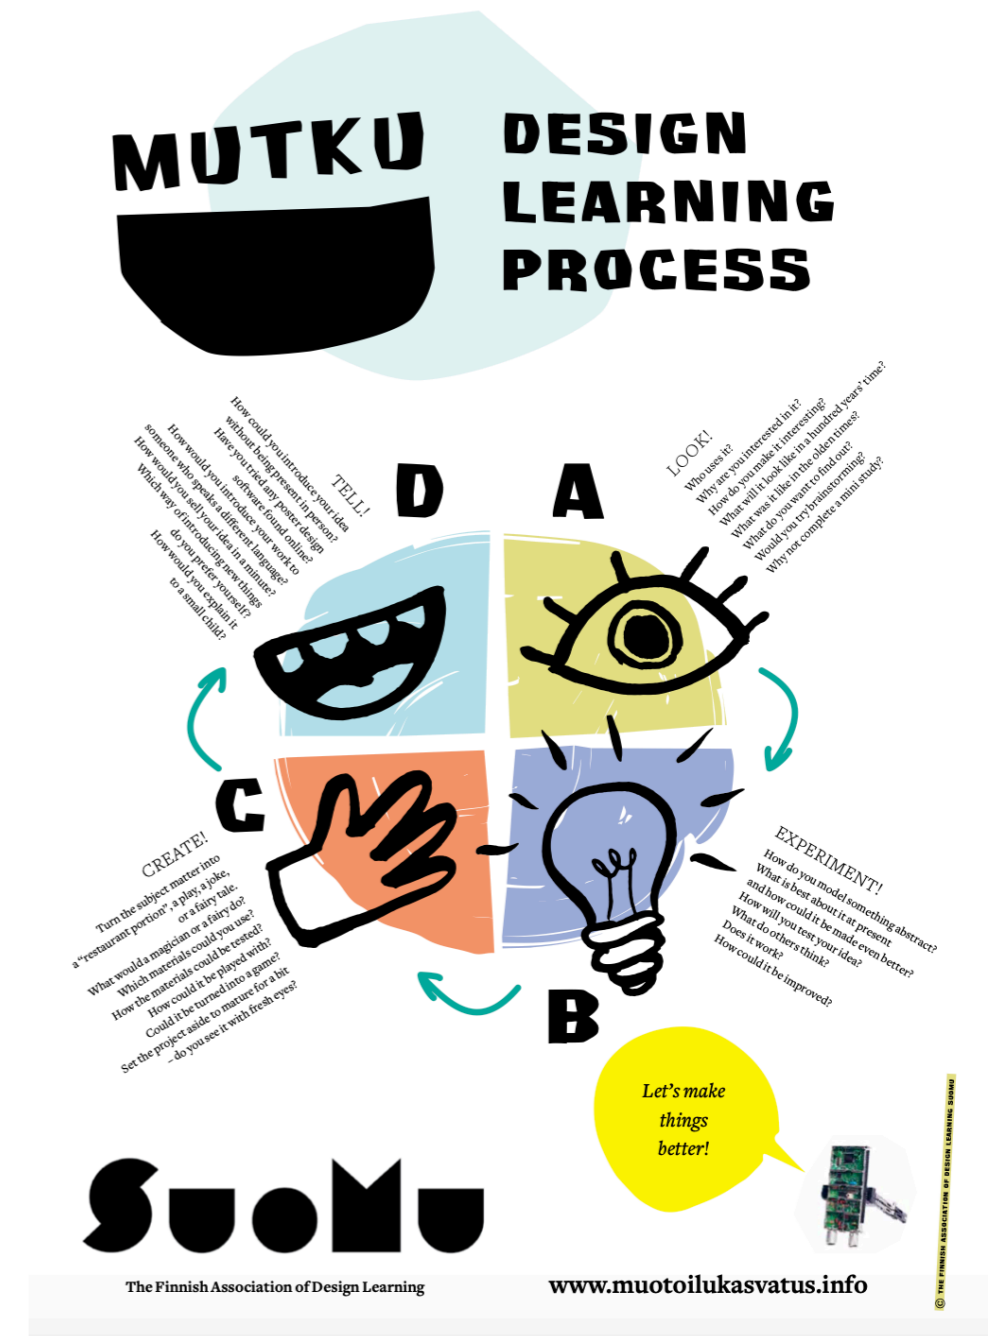 MUTKU
DESIGN
LEARNING
PROCESS
D
TELL!
How could you introduce your idea
without being present in person?
Have you tried any poster design
software found online?
How would you introduce your work to
someone who speaks a different language?
How would you sell your idea in a minute?
Which way of introducing new things
do you prefer yourself?
How would you explain it
to a small child?
A
LOOK!
Who uses it?
Why are you interested in it?
How do you make it interesting?
What will it look like in a hundred years' time?
What was it like in the olden times?
What do you want to find out?
Would you try brainstorming?
Why not complete a mini study?
C
CREATE!
Turn the subject matter into
a "restaurant portion", a play, a joke,
or a fairy tale.
What would a magician or a fairy do?
Which materials could you use?
How the materials could be tested?
How could it be played with?
Could it be turned into a game?
Set the project aside to mature for a bit
– do you see it with fresh eyes?
EXPERIMENT!
How do you model something abstract?
What is best about it at present
and how could it be made even better?
How will you test your idea?
What do others think?
Does it work?
How could it be improved?
B
Let's make
things
better!
SUOMU
The Finnish Association of Design Learning
www.muotoilukasvatus.info
© THE FINNISH ASSOCIATION OF DESIGN LEARNING SUOMU